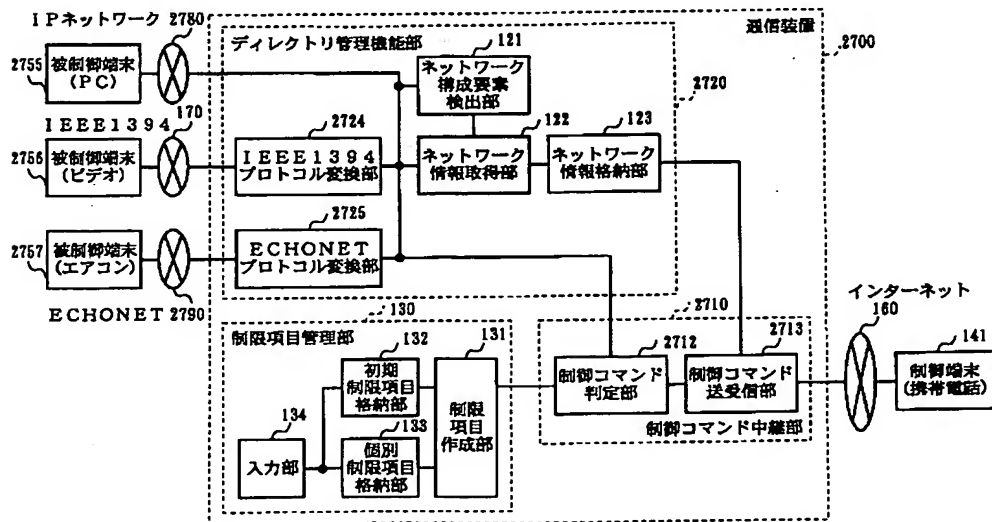 IPネットワーク 2780
通信装置
2700
ディレクトリ管理機能部
121
2755
被制御端末
(PC)
ネットワーク
構成要素
検出部
2720
IEEE1394
170
2724
122
123
2756
被制御端末
(ビデオ)
IEEE1394
プロトコル変換部
ネットワーク
情報取得部
ネットワーク
情報格納部
2725
2757
被制御端末
(エアコン)
ECHONET
プロトコル変換部
ECHONET 2790
インターネット
130
2710
160
制限項目管理部
132
131
2712
2713
141
初期
制限項目
格納部
制限
項目
作成部
制御コマンド
判定部
制御コマンド
送受信部
制御端末
(携帯電話)
134
133
入力部
個別
制限項目
格納部
制御コマンド中継部